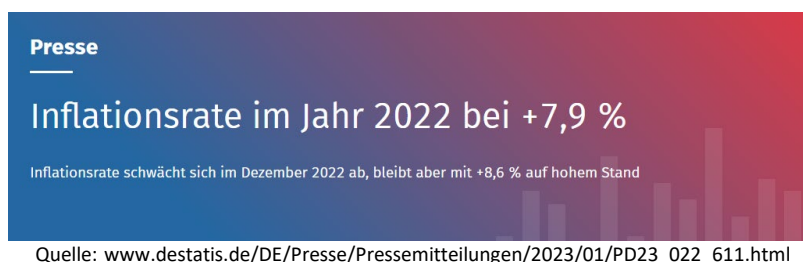 Presse
Inflationsrate im Jahr 2022 bei +7,9 %
Inflationsrate schwächt sich im Dezember 2022 ab, bleibt aber mit +8,6 % auf hohem Stand
Quelle: www.destatis.de/DE/Presse/Pressemitteilungen/2023/01/PD23_022_611.html